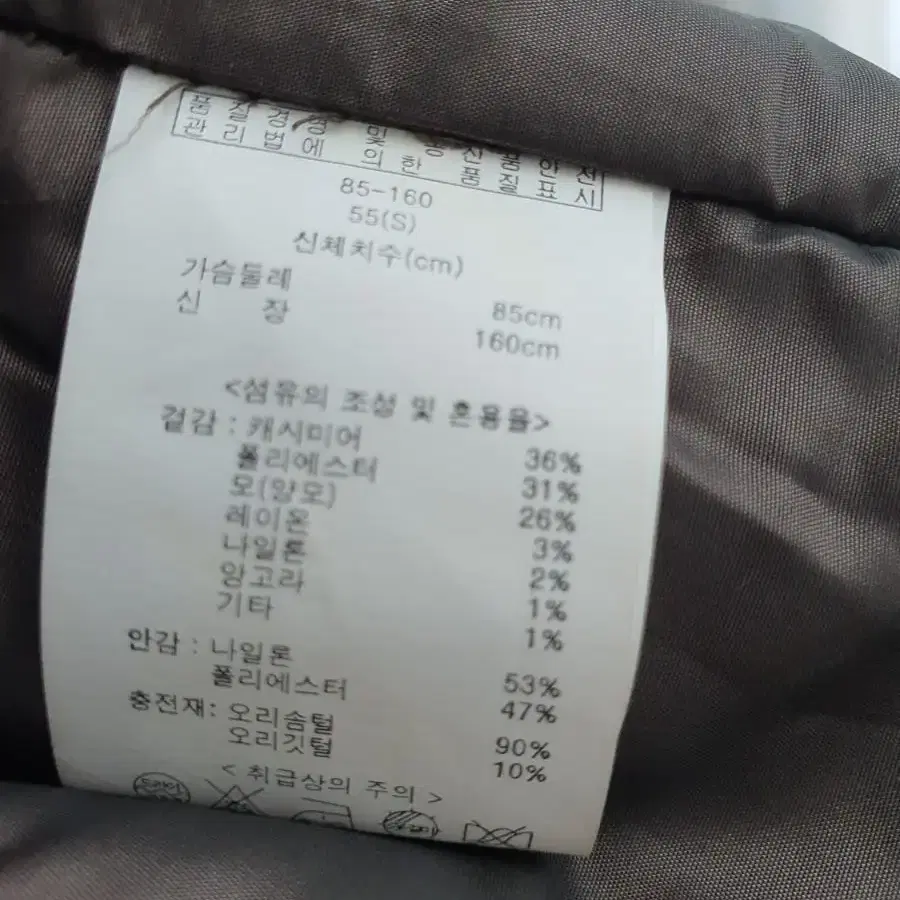 품질경영 및 공산품안전
관리법에 의한 품질표시
85-160
55(S)
신체치수(cm)
가슴둘레 85cm
신 장 160cm
<섬유의 조성 및 혼용율>
겉감 : 캐시미어 36%
폴리에스터 31%
모(양모) 26%
레이온 3%
나일론 2%
앙고라 1%
기타 1%
안감 : 나일론 53%
폴리에스터 47%
충전재: 오리솜털 90%
오리깃털 10%
< 취급상의 주의 >
드라이